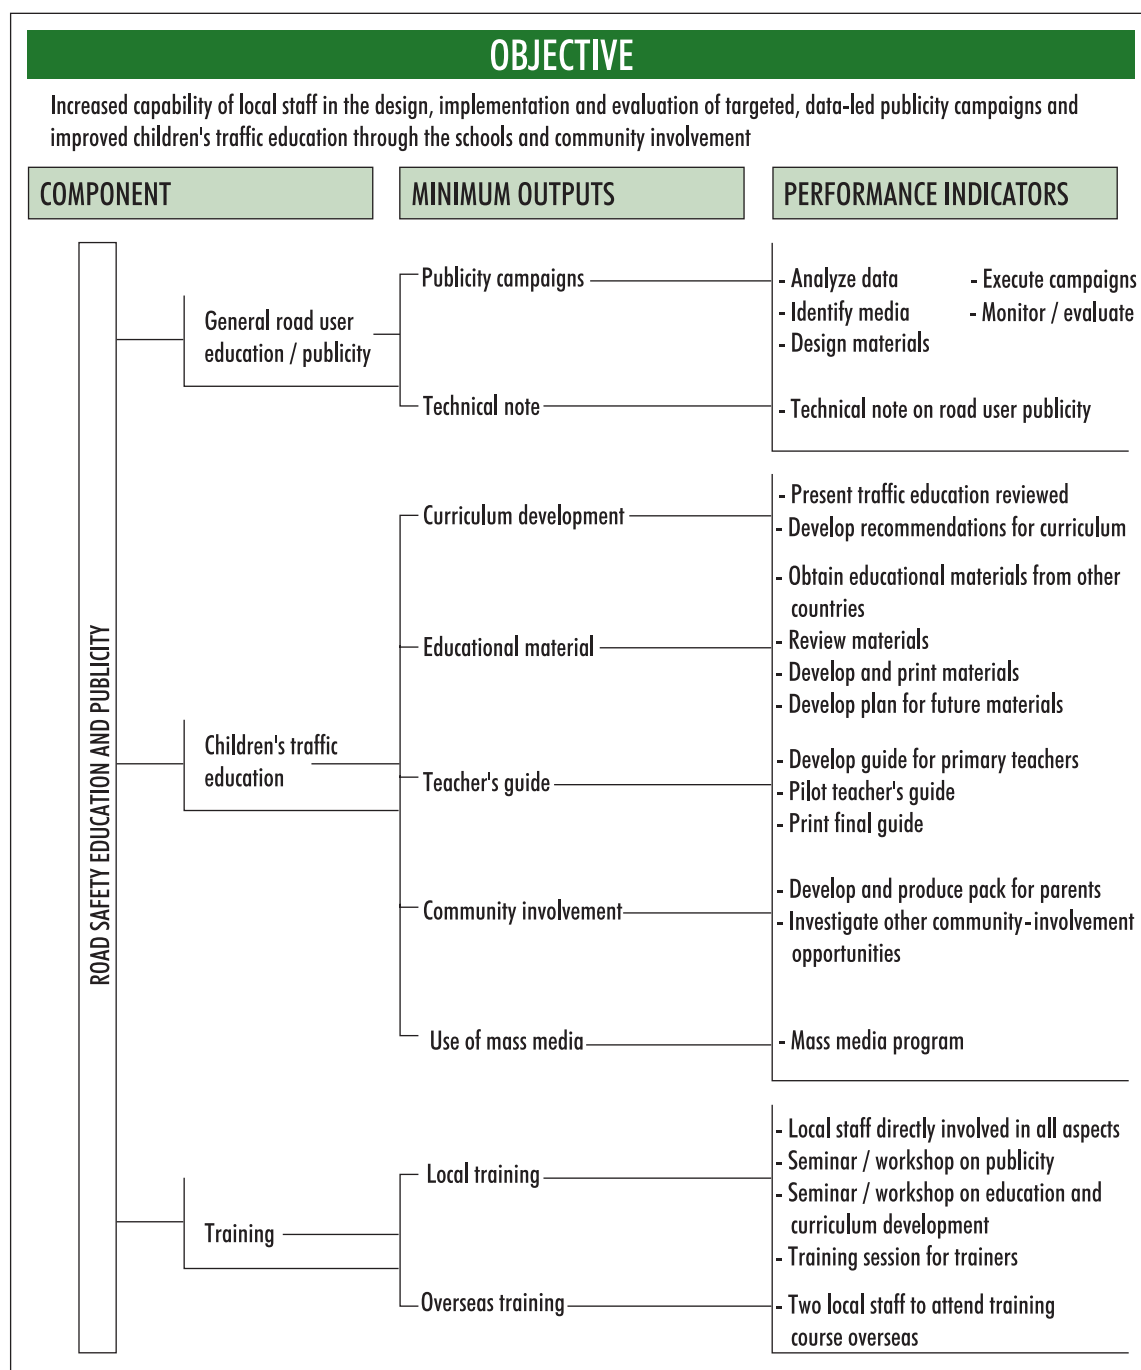 OBJECTIVE
Increased capability of local staff in the design, implementation and evaluation of targeted, data-led publicity campaigns and
improved children's traffic education through the schools and community involvement
COMPONENT
MINIMUM OUTPUTS
PERFORMANCE INDICATORS
ROAD SAFETY EDUCATION AND PUBLICITY
General road user
education / publicity
Publicity campaigns
- Analyze data
- Identify media
- Design materials
- Execute campaigns
- Monitor / evaluate
Technical note
- Technical note on road user publicity
Children's traffic
education
Curriculum development
- Present traffic education reviewed
- Develop recommendations for curriculum
Educational material
- Obtain educational materials from other
countries
- Review materials
- Develop and print materials
- Develop plan for future materials
Teacher's guide
- Develop guide for primary teachers
- Pilot teacher's guide
- Print final guide
Community involvement
- Develop and produce pack for parents
- Investigate other community-involvement
opportunities
Use of mass media
- Mass media program
Training
Local training
- Local staff directly involved in all aspects
- Seminar / workshop on publicity
- Seminar / workshop on education and
curriculum development
- Training session for trainers
Overseas training
- Two local staff to attend training
course overseas